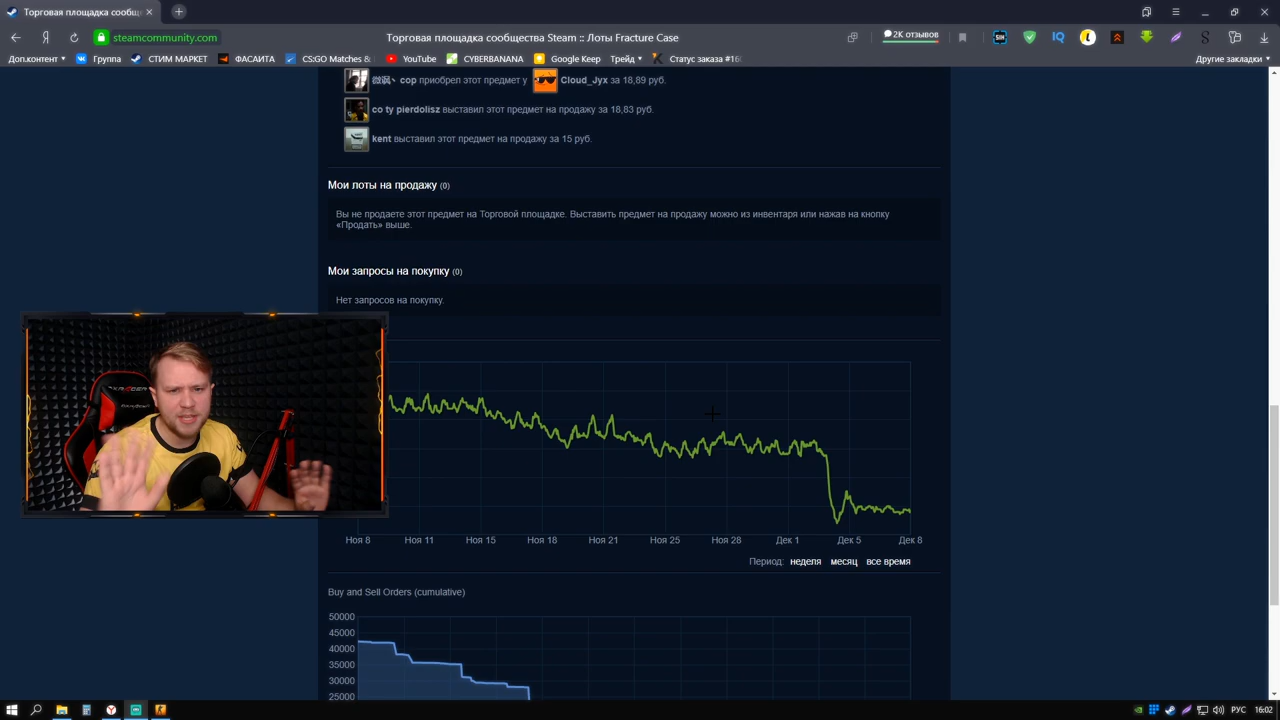 Торговая площадка сообщ
steamcommunity.com
Торговая площадка сообщества Steam :: Лоты Fracture Case
2K отзывов
Доп.контент
Группа
СТИМ МАРКЕТ
ФАСАИТА
CS:GO Matches &
YouTube
CYBERBANANA
Google Keep
Трейд
Статус заказа #16
Другие закладки
cop приобрел этот предмет у Cloud_Jyx за 18,89 руб.
co ty pierdolisz выставил этот предмет на продажу за 18,83 руб.
kent выставил этот предмет на продажу за 15 руб.
Мои лоты на продажу (0)
Вы не продаете этот предмет на Торговой площадке. Выставить предмет на продажу можно из инвентаря или нажав на кнопку
«Продать» выше.
Мои запросы на покупку (0)
Нет запросов на покупку.
Ноя 8 Ноя 11 Ноя 15 Ноя 18 Ноя 21 Ноя 25 Ноя 28 Дек 1 Дек 5 Дек 8
Период: неделя месяц все время
Buy and Sell Orders (cumulative)
50000
45000
40000
35000
30000
25000
РУС
16:02